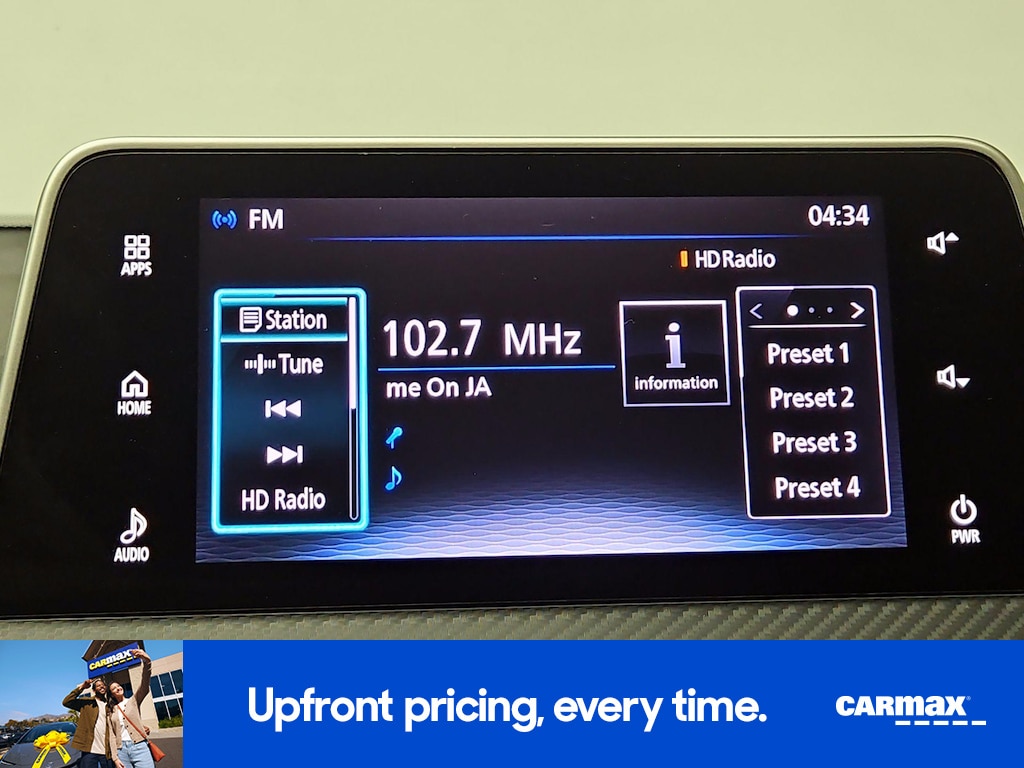 FM
04:34
HD Radio
APPS
Station
102.7 MHz
information
Preset 1
Tune
me On JA
Preset 2
HOME
Preset 3
HD Radio
Preset 4
AUDIO
PWR
CARMAX
Upfront pricing, every time.
CARMAX